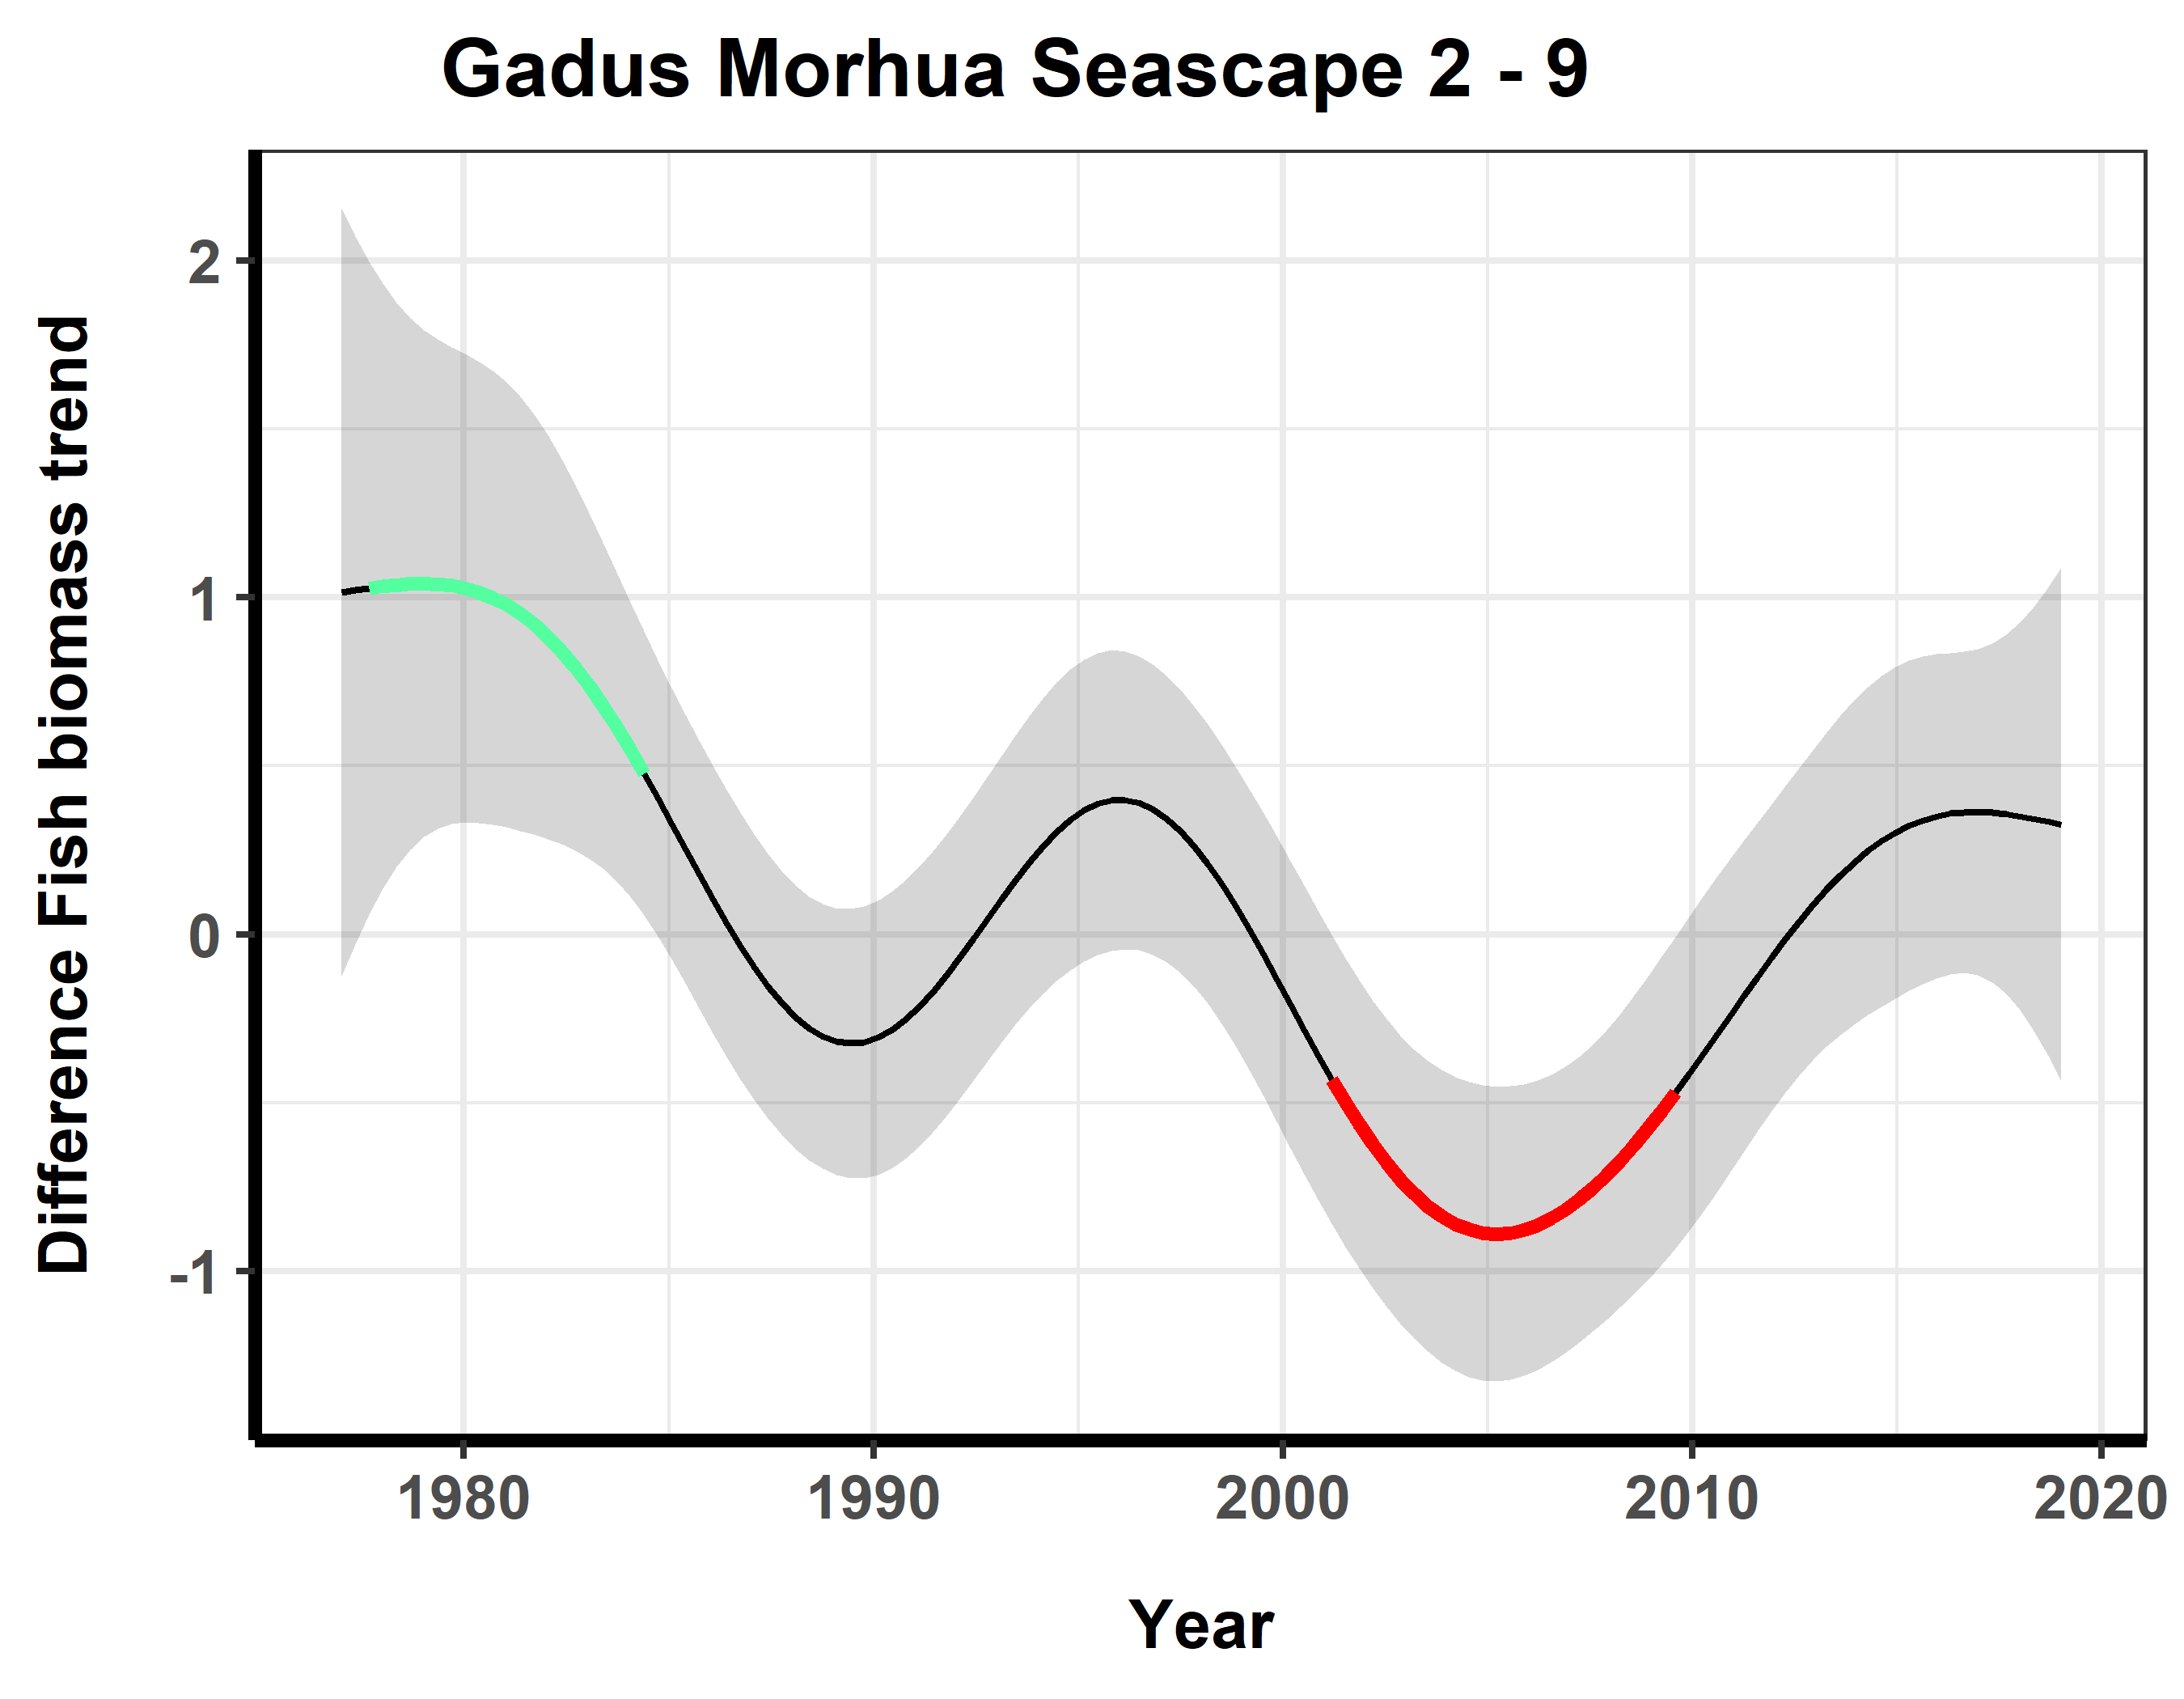 Gadus Morhua Seascape 2 - 9
Difference Fish biomass trend
2
1
0
-1
1980 1990 2000 2010 2020
Year